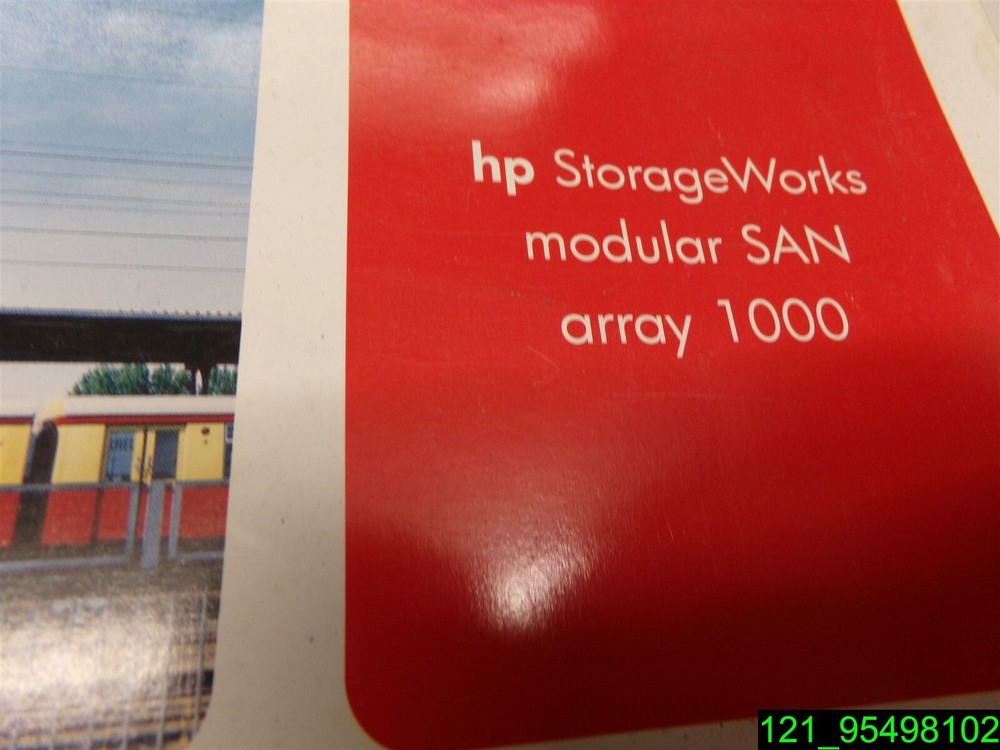 hp StorageWorks
modular SAN
array 1000
121_95498102